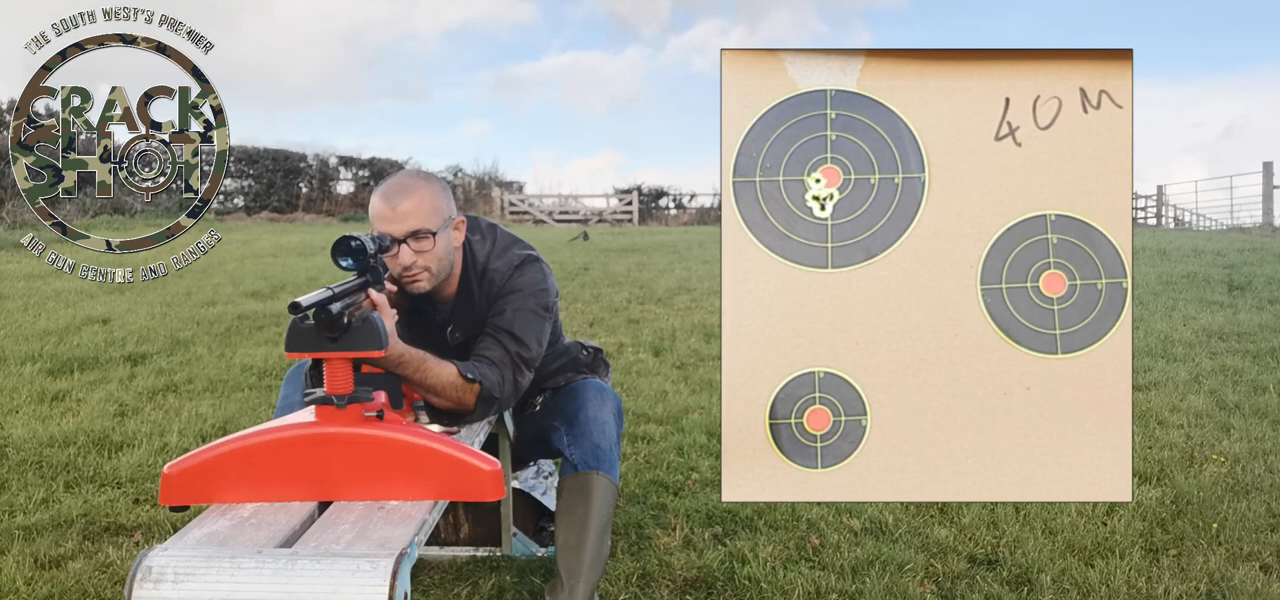 THE SOUTH WEST'S PREMIER
CRACK
SHOT
AIR GUN CENTRE AND RANGES
40 M